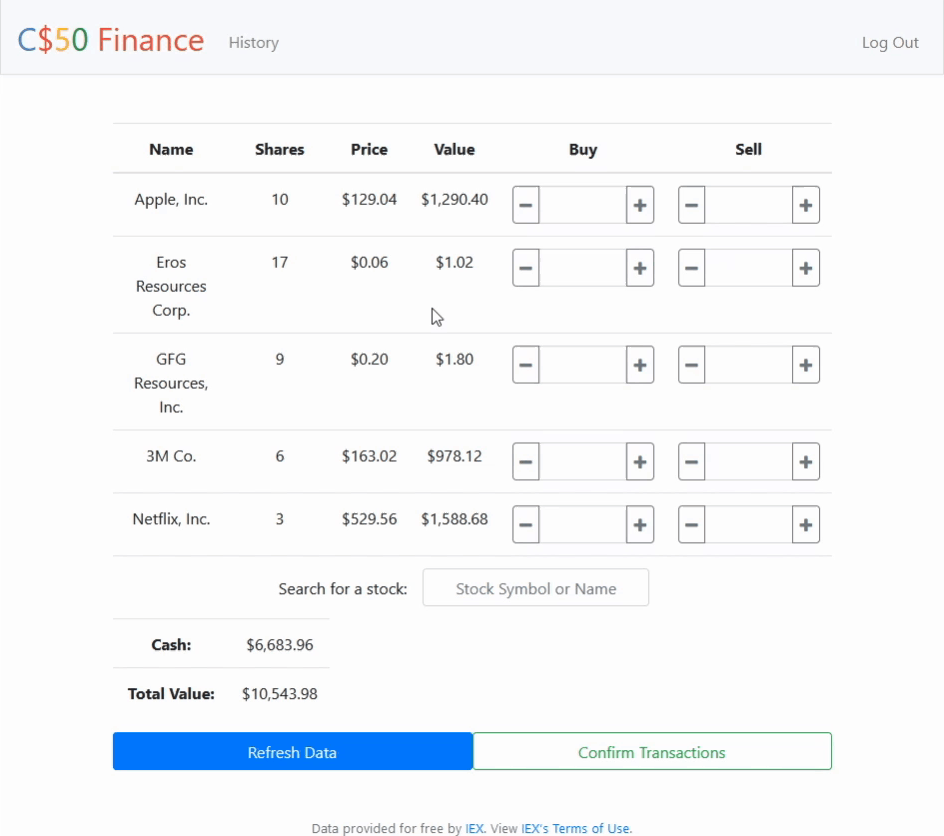 C$50 Finance History Log Out
Name Shares Price Value Buy Sell
Apple, Inc. 10 $129.04 $1,290.40
Eros 17 $0.06 $1.02
Resources
Corp.
GFG 9 $0.20 $1.80
Resources,
Inc.
3M Co. 6 $163.02 $978.12
Netflix, Inc. 3 $529.56 $1,588.68
Search for a stock: Stock Symbol or Name
Cash: $6,683.96
Total Value: $10,543.98
Refresh Data Confirm Transactions
Data provided for free by IEX. View IEX's Terms of Use.